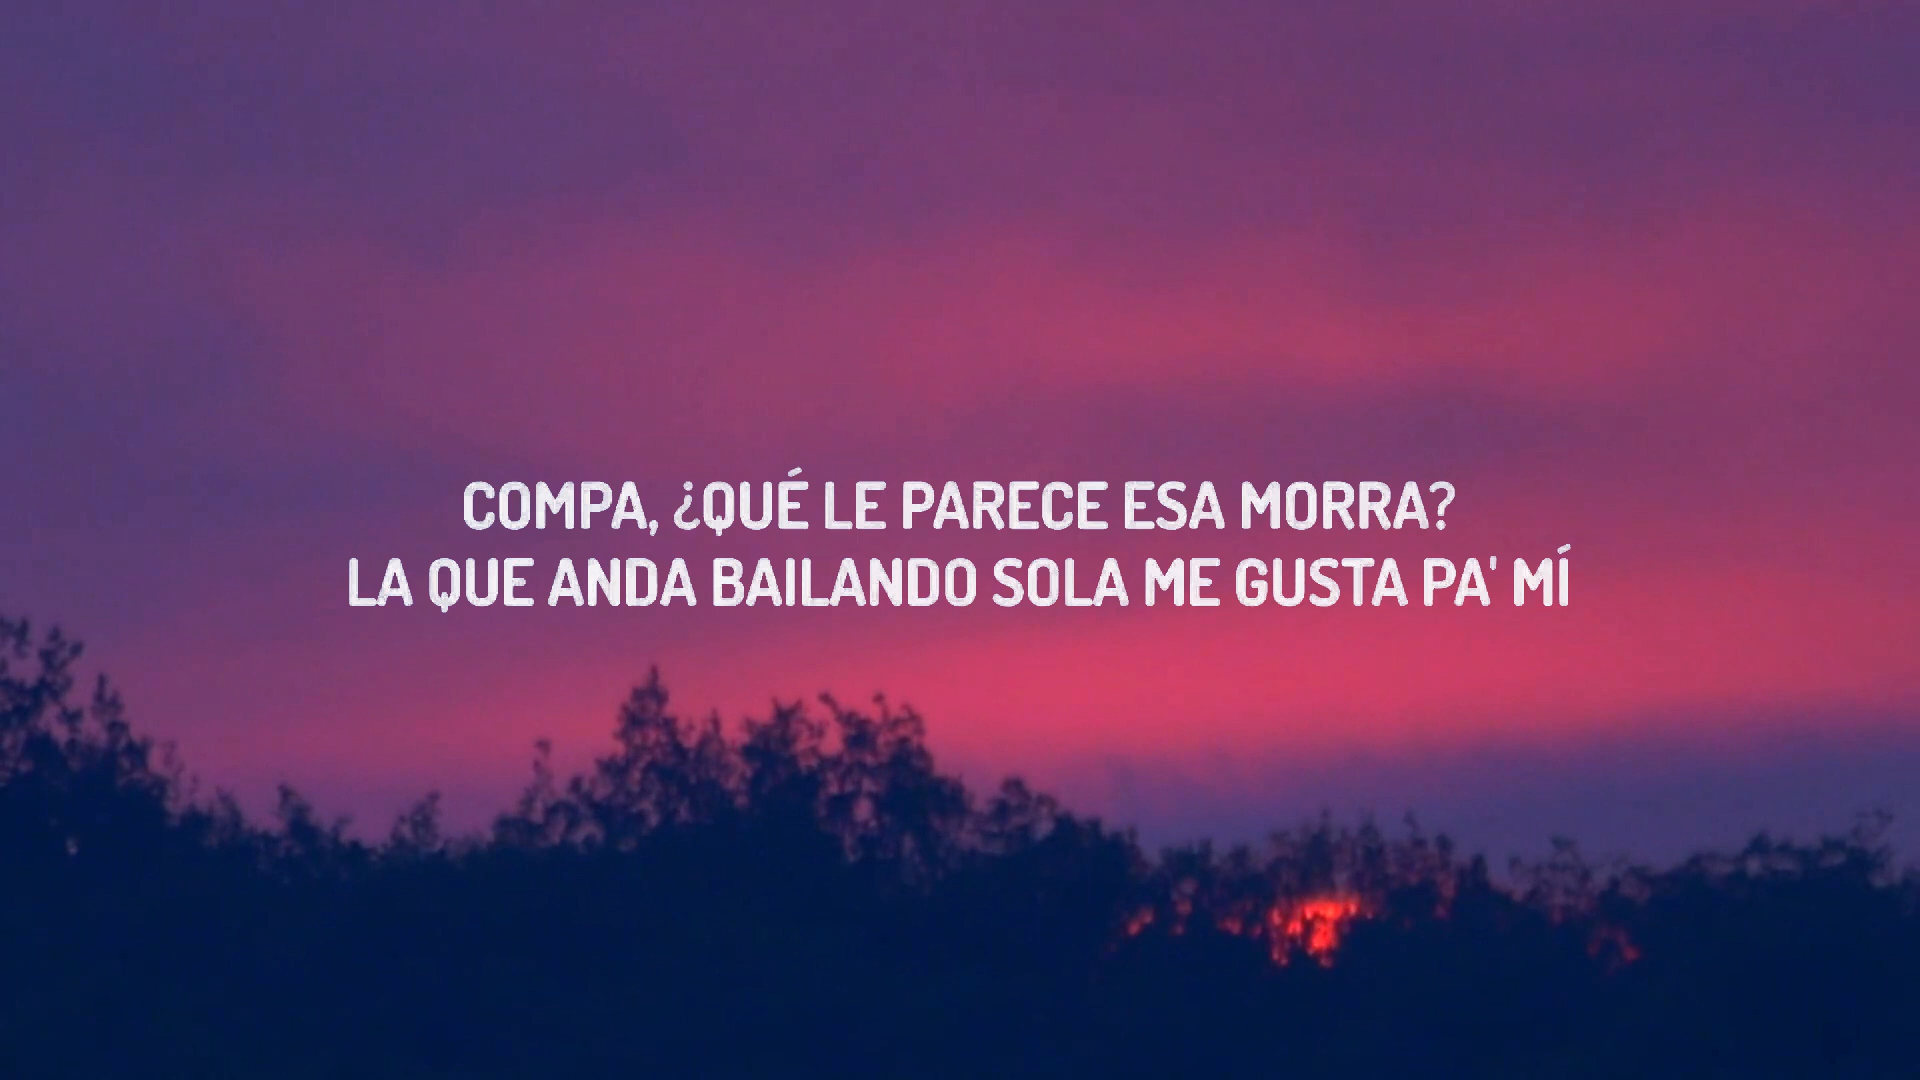 COMPA, ¿QUÉ LE PARECE ESA MORRA?
LA QUE ANDA BAILANDO SOLA ME GUSTA PA' MÍ